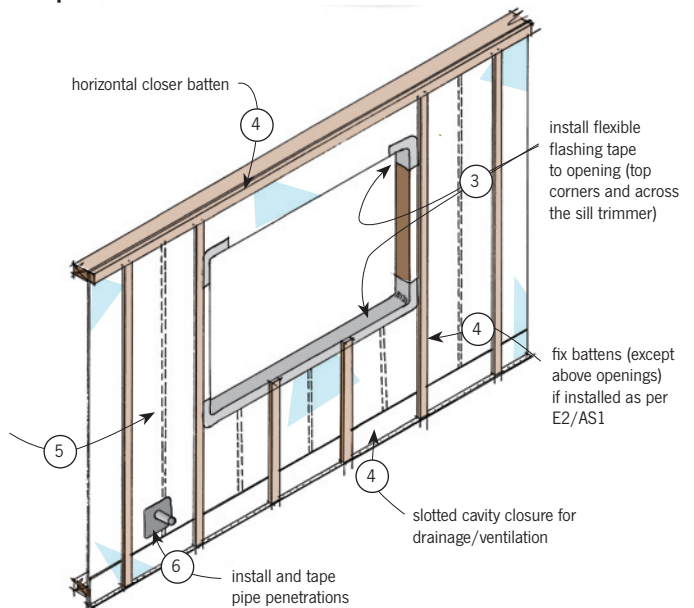 horizontal closer batten
4
install flexible
flashing tape
to opening (top
corners and across
the sill trimmer)
3
4
fix battens (except
above openings)
if installed as per
E2/AS1
5
4
slotted cavity closure for
drainage/ventilation
6
install and tape
pipe penetrations